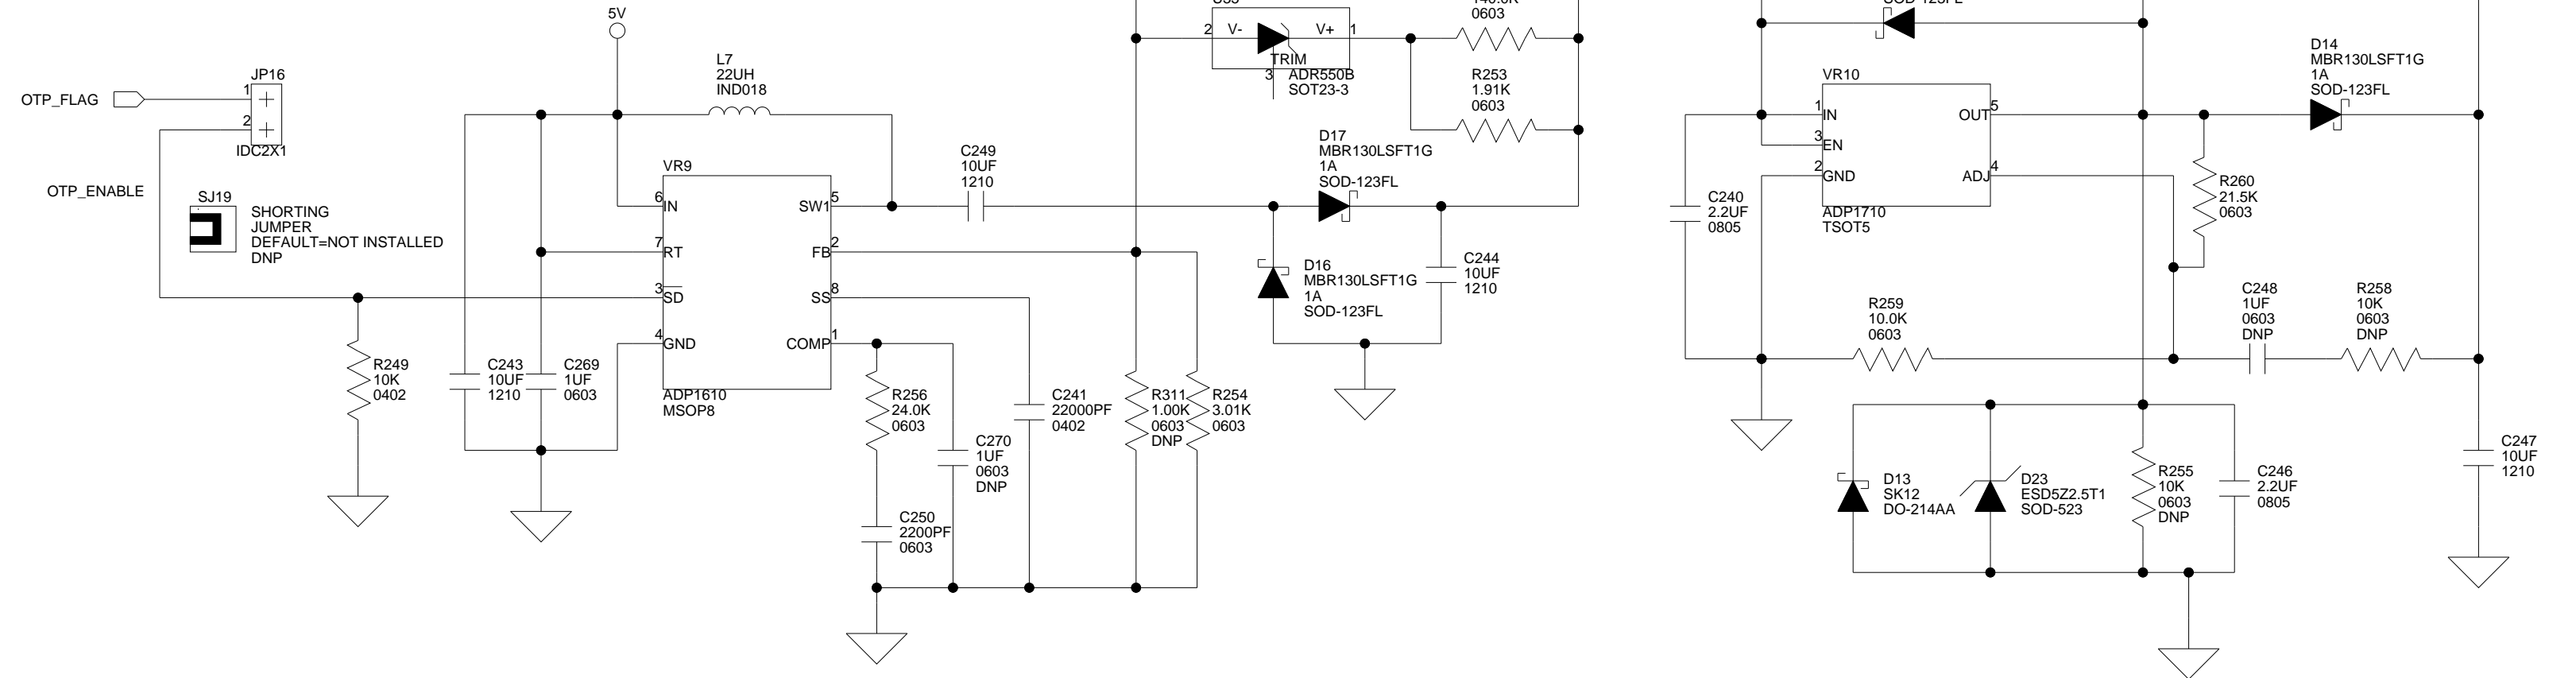 5V
OTP_FLAG
JP16
1
2
IDC2X1
OTP_ENABLE
SJ19
SHORTING
JUMPER
DEFAULT=NOT INSTALLED
DNP
R249
10K
0402
C243
10UF
1210
C269
1UF
0603
L7
22UH
IND018
VR9
6
IN
7
RT
3
SD
4
GND
SW1
5
FB
2
SS
8
COMP
1
ADP1610
MSOP8
C249
10UF
1210
R256
24.0K
0603
C250
2200PF
0603
C270
1UF
0603
DNP
C241
22000PF
0402
R311
1.00K
0603
DNP
R254
3.01K
0603
2
V-
V+
1
TRIM
3
ADR550B
SOT23-3
0603
R253
1.91K
0603
D17
MBR130LSFT1G
1A
SOD-123FL
D16
MBR130LSFT1G
1A
SOD-123FL
C244
10UF
1210
SOD-123FL
VR10
1
IN
3
EN
2
GND
OUT
5
ADJ
4
ADP1710
TSOT5
C240
2.2UF
0805
D14
MBR130LSFT1G
1A
SOD-123FL
R260
21.5K
0603
R259
10.0K
0603
C248
1UF
0603
DNP
R258
10K
0603
DNP
D13
SK12
DO-214AA
D23
ESD5Z2.5T1
SOD-523
R255
10K
0603
DNP
C246
2.2UF
0805
C247
10UF
1210